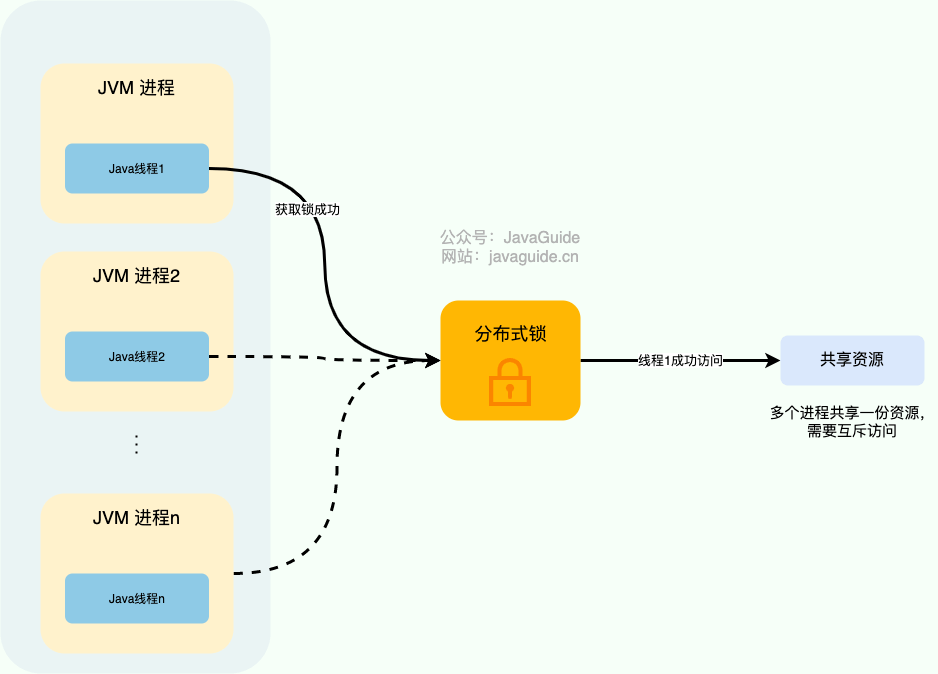 JVM 进程
Java线程1
获取锁成功
公众号：JavaGuide
网站：javaguide.cn
JVM 进程2
Java线程2
分布式锁
线程1成功访问
共享资源
多个进程共享一份资源，
需要互斥访问
JVM 进程n
Java线程n